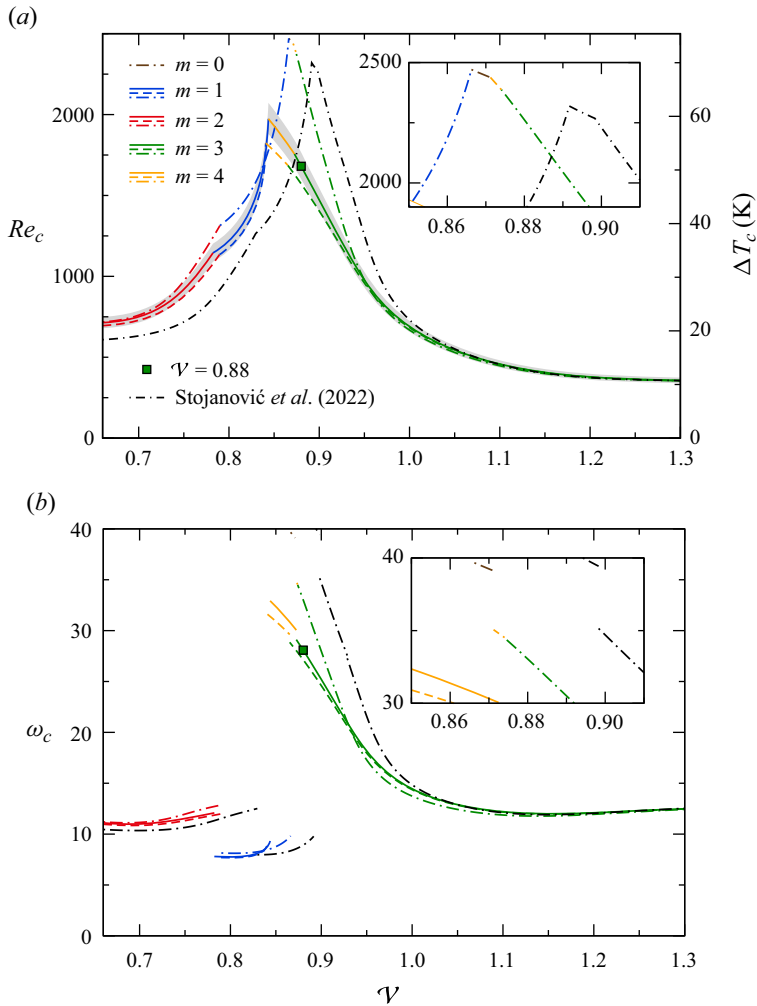 (a)
m = 0
m = 1
m = 2
m = 3
m = 4
𝒱 = 0.88
Stojanović et al. (2022)
Re_c
0
1000
2000
ΔT_c (K)
0
20
40
60
0.7 0.8 0.9 1.0 1.1 1.2 1.3
2500
2000
0.86 0.88 0.90
(b)
ω_c
40
30
20
10
0
40
30
0.86 0.88 0.90
0.7 0.8 0.9 1.0 1.1 1.2 1.3
𝒱